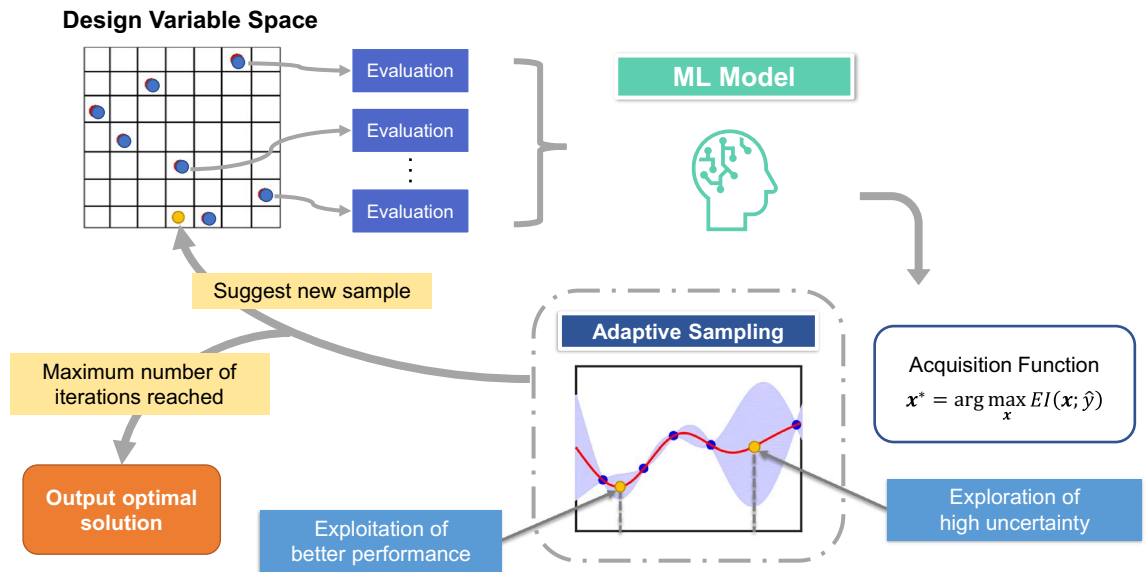 Design Variable Space
Evaluation
Evaluation
Evaluation
ML Model
Suggest new sample
Maximum number of
iterations reached
Output optimal
solution
Adaptive Sampling
Exploitation of
better performance
Exploration of
high uncertainty
Acquisition Function
𝒙* = arg max 𝐸𝐼(𝒙; ŷ)
𝒙